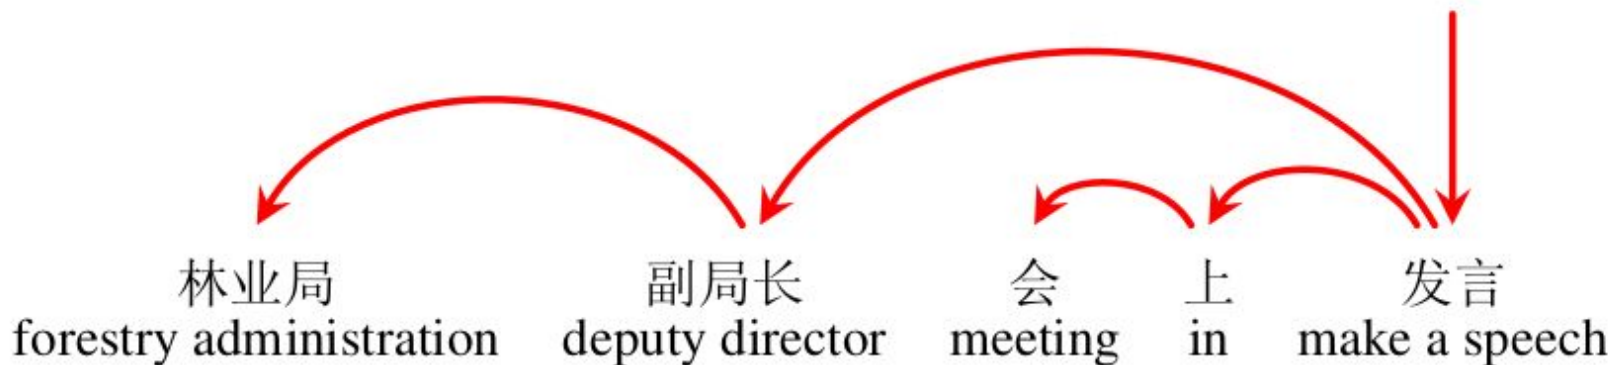 林业局 副局长 会 上 发言
forestry administration deputy director meeting in make a speech